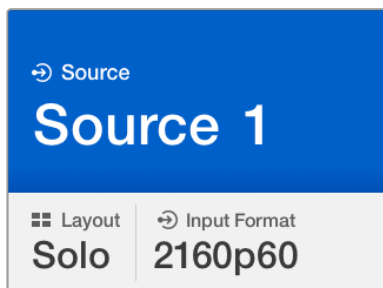 Source
Source 1
Layout
Input Format
Solo
2160p60